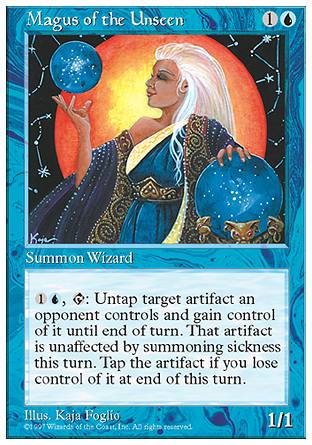 Magus of the Unseen 1
Kaja
Summon Wizard
1, : Untap target artifact an
opponent controls and gain control
of it until end of turn. That artifact
is unaffected by summoning sickness
this turn. Tap the artifact if you lose
control of it at end of this turn.
Illus. Kaja Foglio
©1997 Wizards of the Coast, Inc. All rights reserved.
1/1